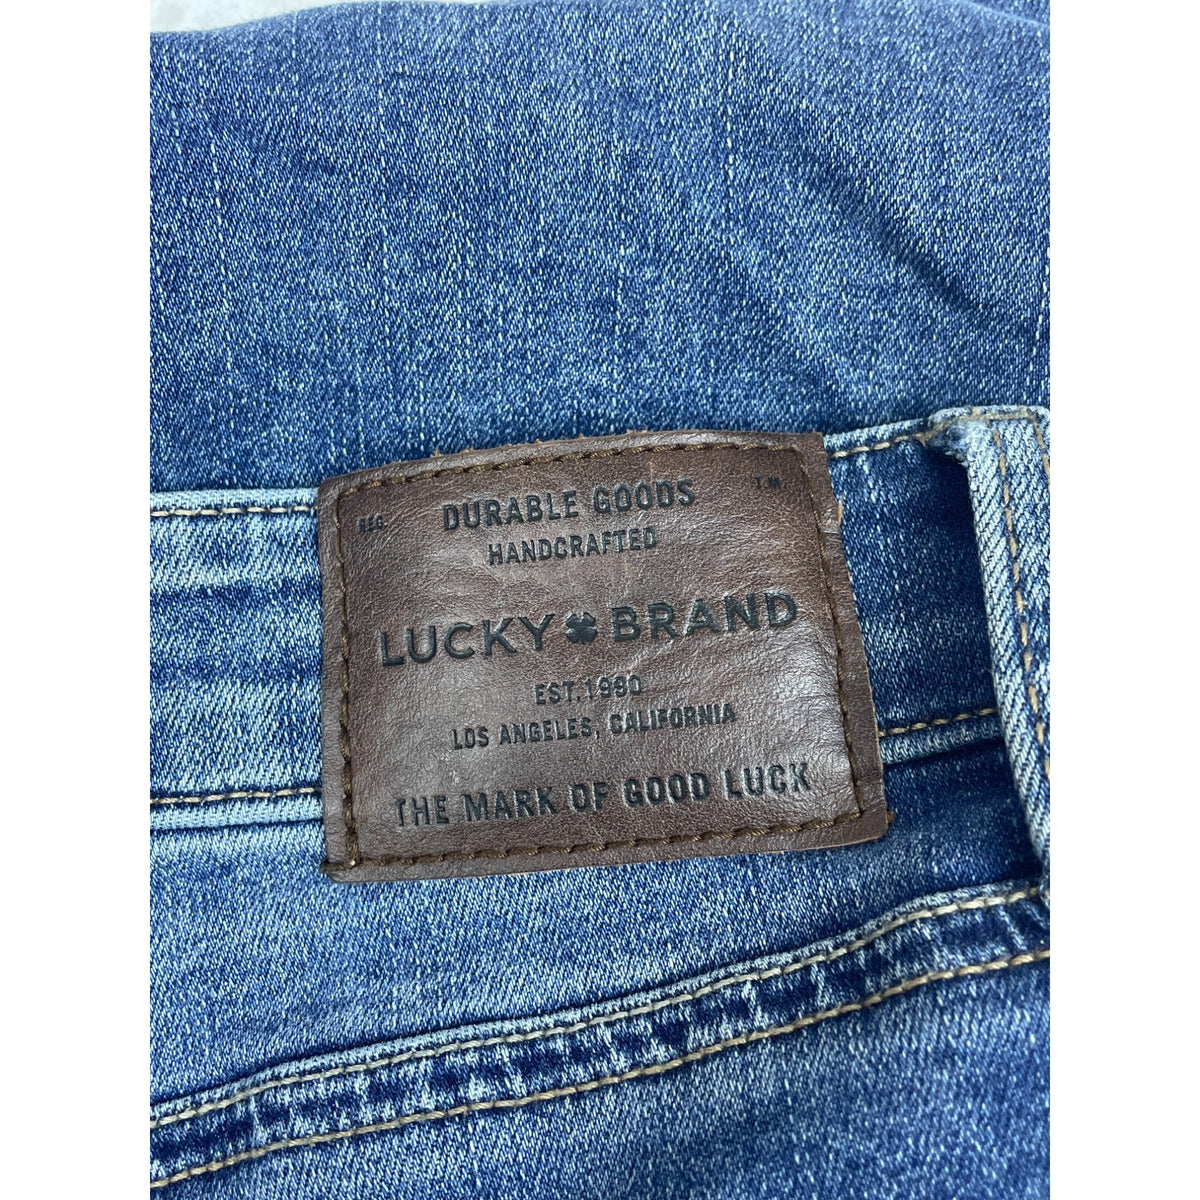 REG. DURABLE GOODS T.M.
HANDCRAFTED
LUCKY BRAND
EST.1990
LOS ANGELES, CALIFORNIA
THE MARK OF GOOD LUCK